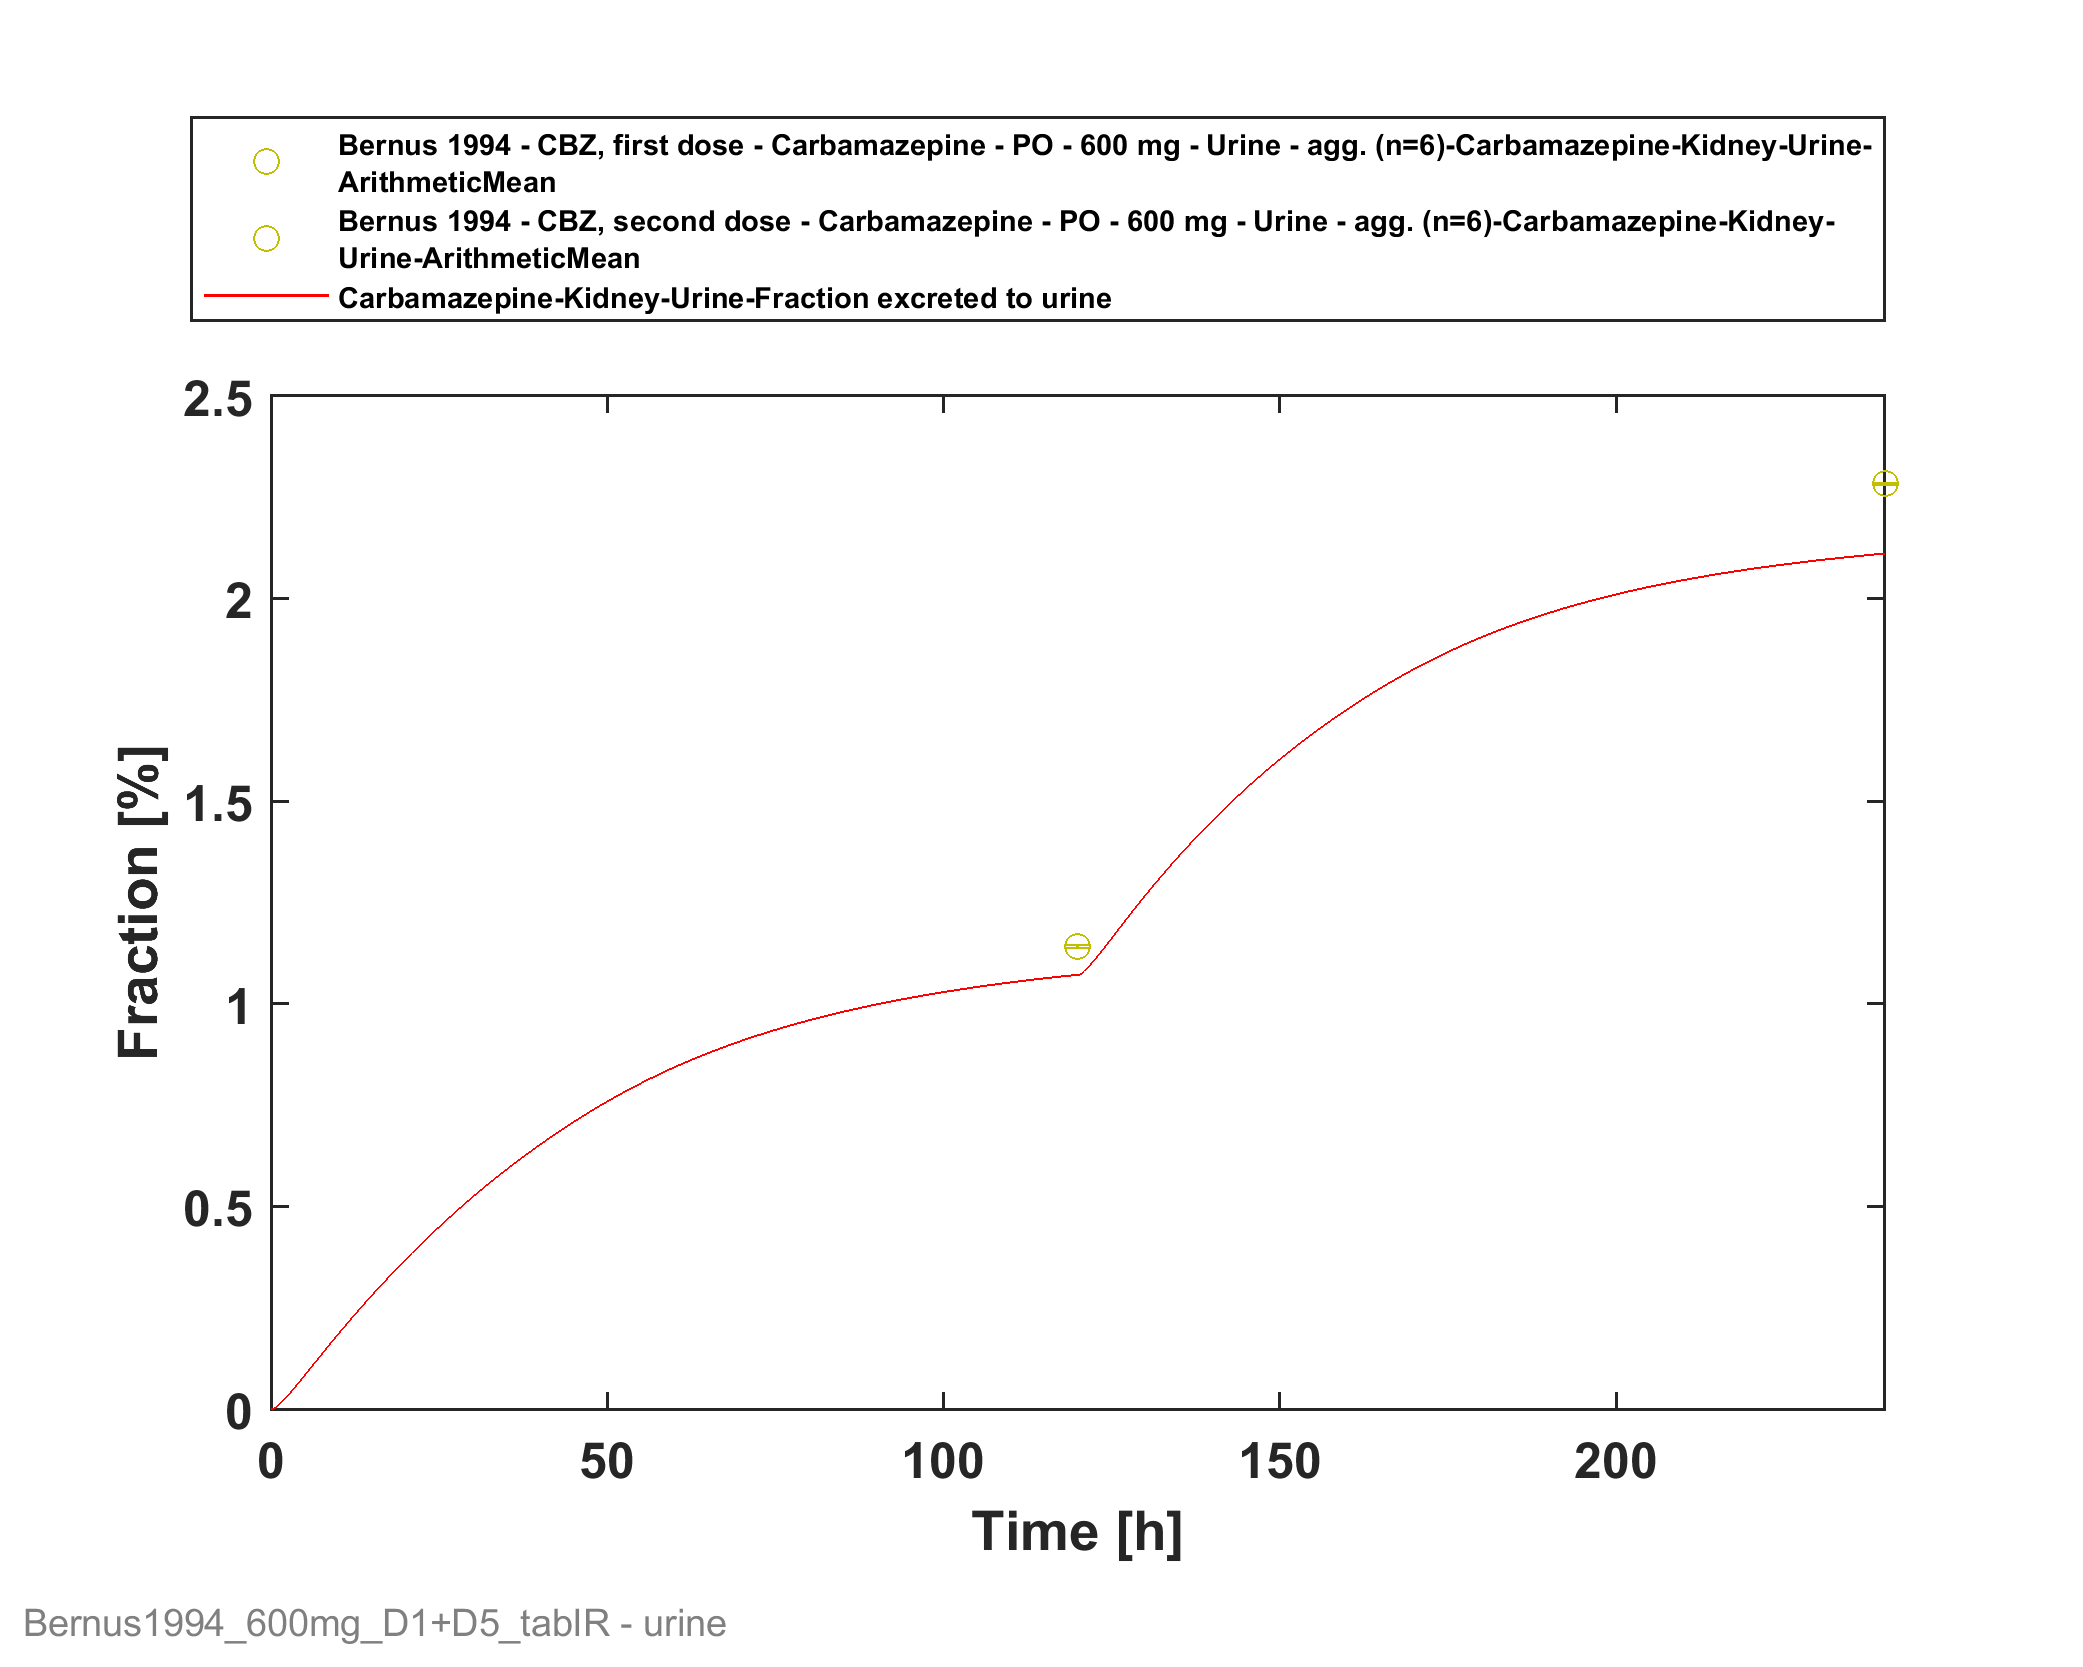 Bernus 1994 - CBZ, first dose - Carbamazepine - PO - 600 mg - Urine - agg. (n=6)-Carbamazepine-Kidney-Urine-
ArithmeticMean
Bernus 1994 - CBZ, second dose - Carbamazepine - PO - 600 mg - Urine - agg. (n=6)-Carbamazepine-Kidney-
Urine-ArithmeticMean
Carbamazepine-Kidney-Urine-Fraction excreted to urine
2.5
2
1.5
1
0.5
0
Fraction [%]
0 50 100 150 200
Time [h]
Bernus1994_600mg_D1+D5_tabIR - urine